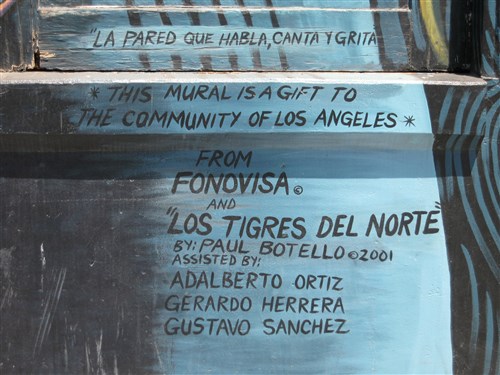 "LA PARED QUE HABLA, CANTA Y GRITA
* THIS MURAL IS A GIFT TO
THE COMMUNITY OF LOS ANGELES *
FROM
FONOVISA ©
AND
"LOS TIGRES DEL NORTE"
BY: PAUL BOTELLO © 2001
ASSISTED BY:
ADALBERTO ORTIZ
GERARDO HERRERA
GUSTAVO SANCHEZ